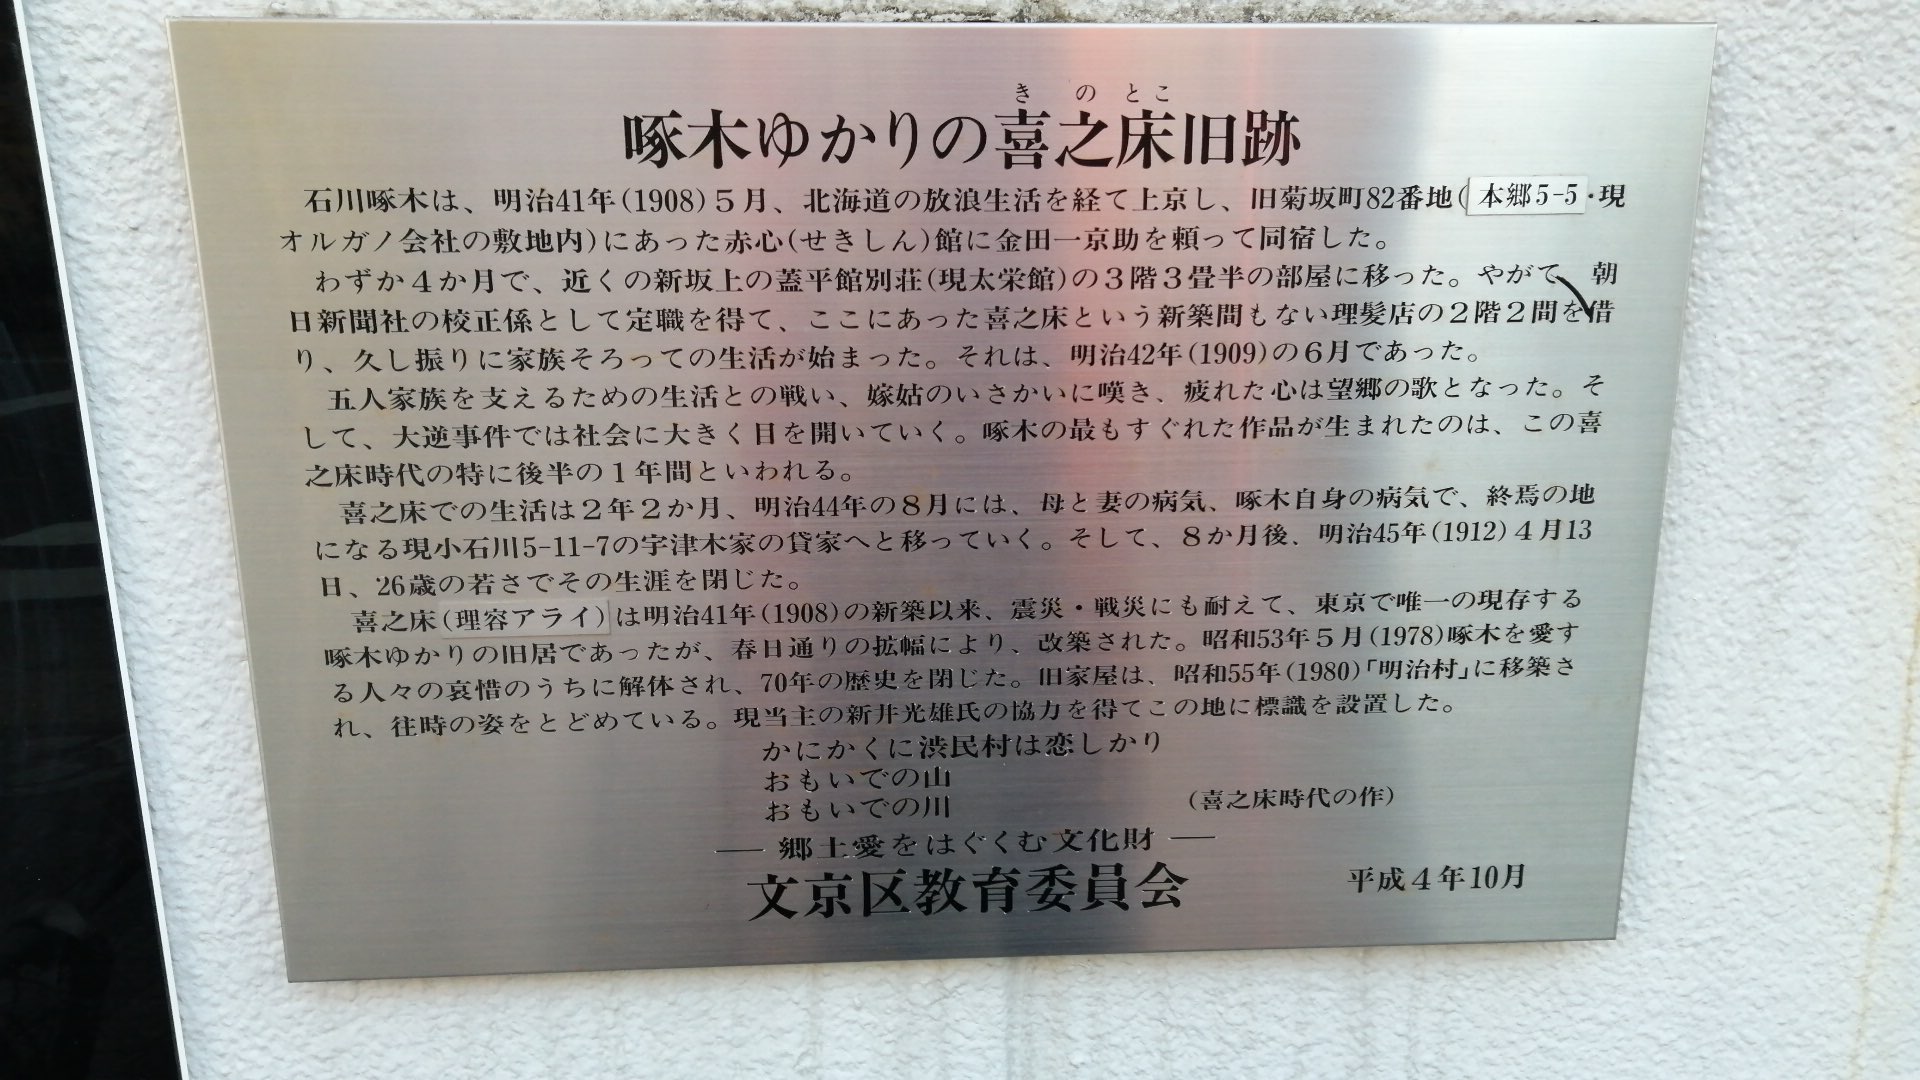 きのとこ
啄木ゆかりの喜之床旧跡
石川啄木は、明治41年(1908)5月、北海道の放浪生活を経て上京し、旧菊坂町82番地(本郷5-5・現
オルガノ会社の敷地内)にあった赤心(せきしん)館に金田一京助を頼って同宿した。
わずか4か月で、近くの新坂上の蓋平館別荘(現太栄館)の3階3畳半の部屋に移った。やがて、朝
日新聞社の校正係として定職を得て、ここにあった喜之床という新築間もない理髪店の2階2間を借
り、久し振りに家族そろっての生活が始まった。それは、明治42年(1909)の6月であった。
五人家族を支えるための生活との戦い、嫁姑のいさかいに嘆き、疲れた心は望郷の歌となった。そ
して、大逆事件では社会に大きく目を開いていく。啄木の最もすぐれた作品が生まれたのは、この喜
之床時代の特に後半の1年間といわれる。
喜之床での生活は2年2か月、明治44年の8月には、母と妻の病気、啄木自身の病気で、終焉の地
になる現小石川5-11-7の宇津木家の貸家へと移っていく。そして、8か月後、明治45年(1912)4月13
日、26歳の若さでその生涯を閉じた。
喜之床(理容アライ)は明治41年(1908)の新築以来、震災・戦災にも耐えて、東京で唯一の現存する
啄木ゆかりの旧居であったが、春日通りの拡幅により、改築された。昭和53年5月(1978)啄木を愛す
る人々の哀惜のうちに解体され、70年の歴史を閉じた。旧家屋は、昭和55年(1980)「明治村」に移築さ
れ、往時の姿をとどめている。現当主の新井光雄氏の協力を得てこの地に標識を設置した。
かにかくに渋民村は恋しかり
おもいでの山
おもいでの川 (喜之床時代の作)
― 郷土愛をはぐくむ文化財 ―
文京区教育委員会 平成4年10月